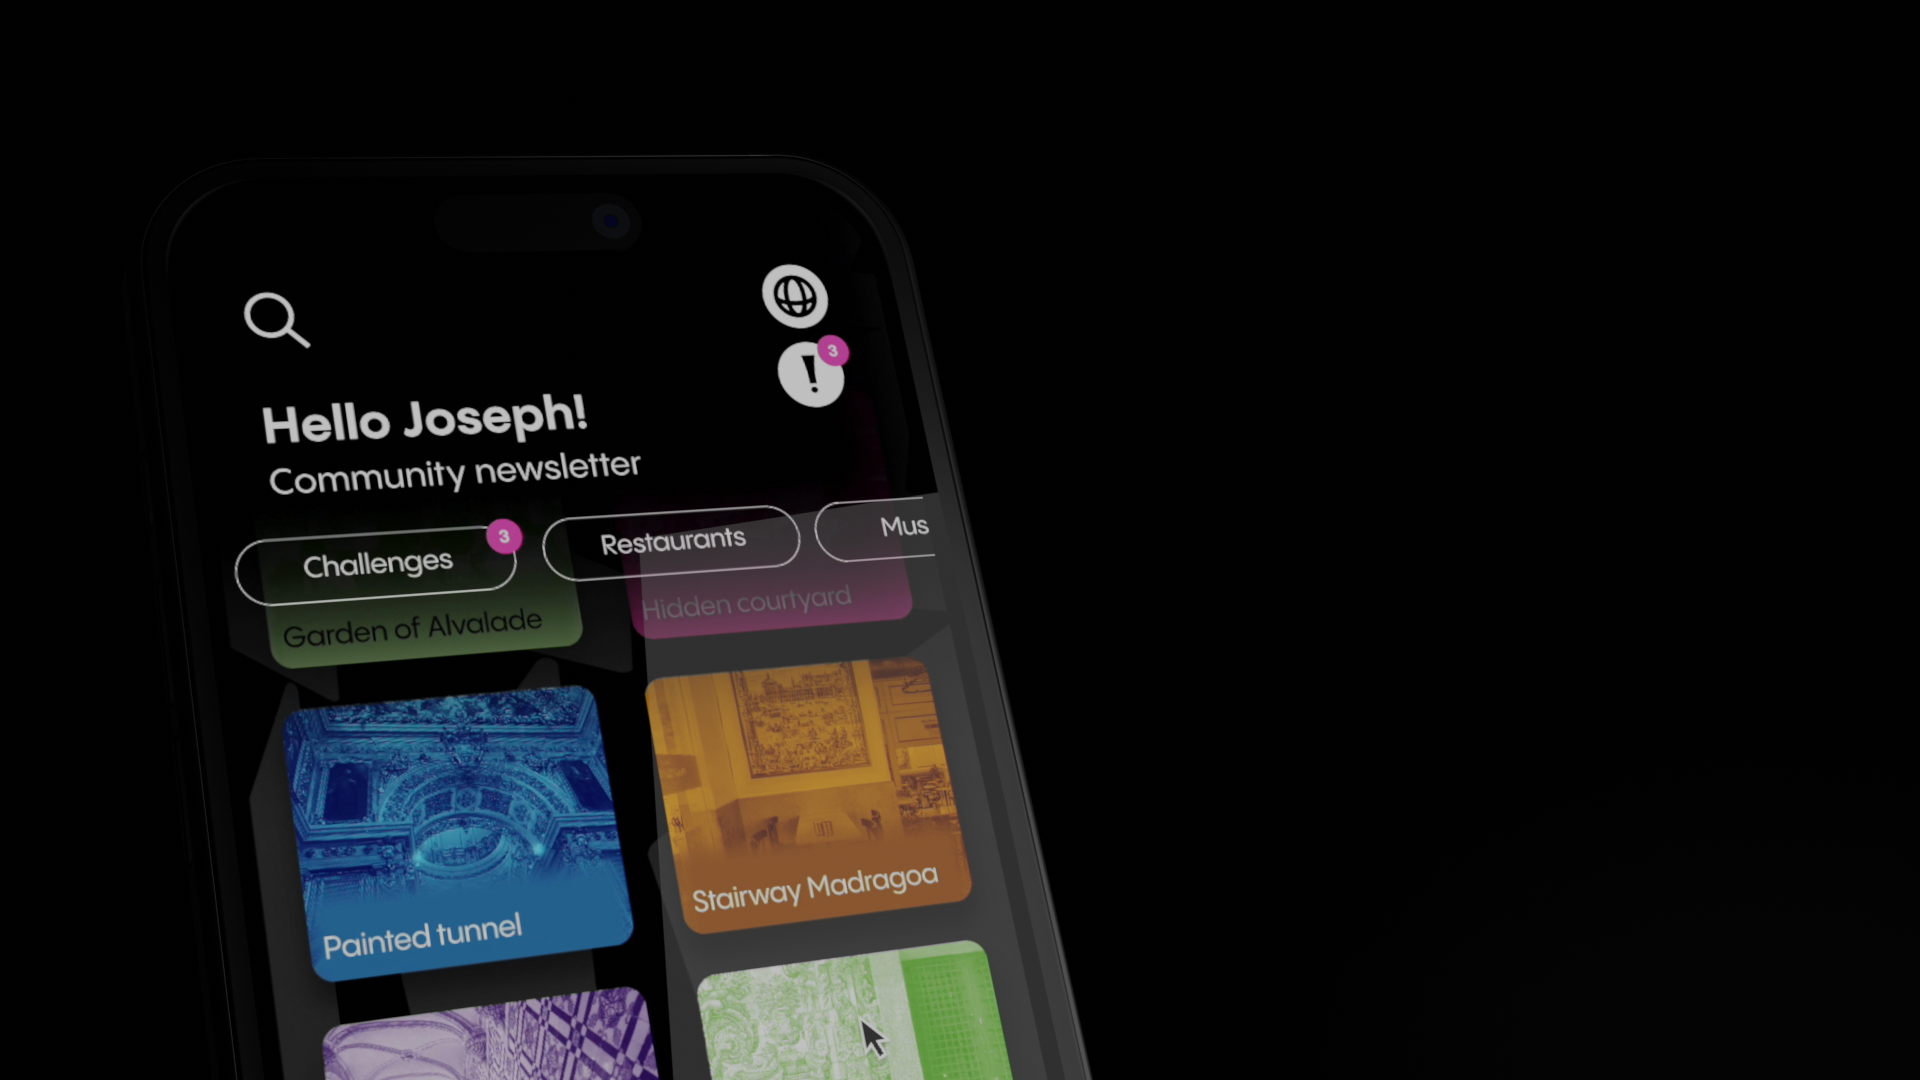 3
Hello Joseph!
Community newsletter
Challenges
3
Restaurants
Mus
Garden of Alvalade
Hidden courtyard
Painted tunnel
Stairway Madragoa